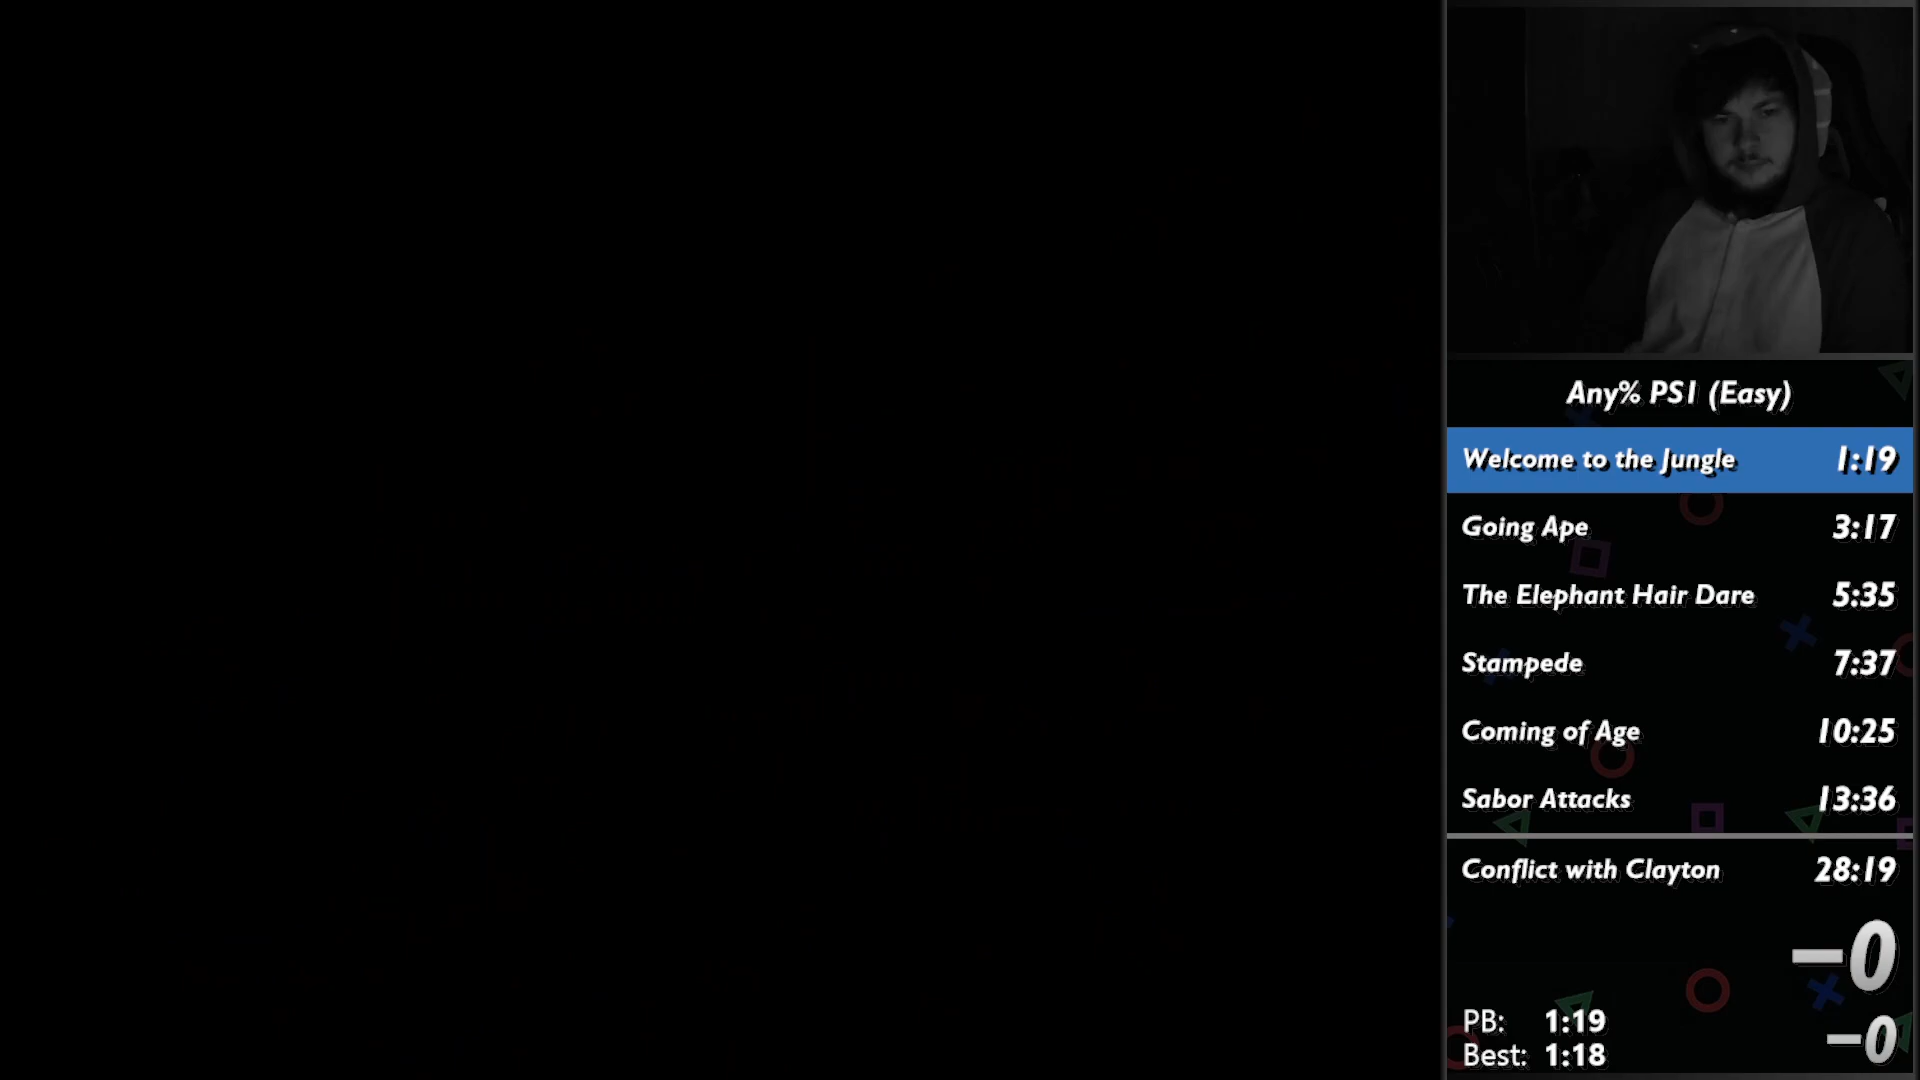 Any% PS1 (Easy)
Welcome to the Jungle 1:19
Going Ape 3:17
The Elephant Hair Dare 5:35
Stampede 7:37
Coming of Age 10:25
Sabor Attacks 13:36
Conflict with Clayton 28:19
−0
PB: 1:19
Best: 1:18 −0